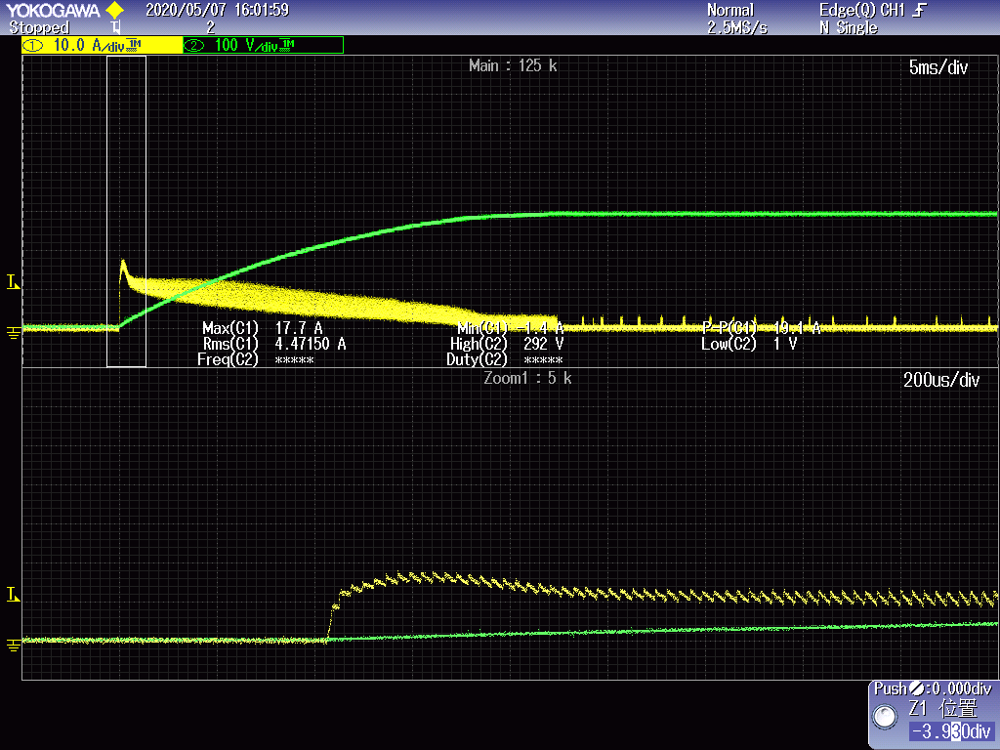 YOKOGAWA 2020/05/07 16:01:59 Normal Edge(Q) CH1
Stopped 2 2.5MS/s N Single
1 10.0 A/div 1M 2 100 V/div 1M
Main : 125 k 5ms/div
Max(C1) 17.7 A Min(C1) -1.4 A P-P(C1) 19.1 A
Rms(C1) 4.47150 A High(C2) 292 V Low(C2) 1 V
Freq(C2) ***** Duty(C2) *****
Zoom1 : 5 k 200us/div
Push :0.000div
Z1 位置
-3.930div